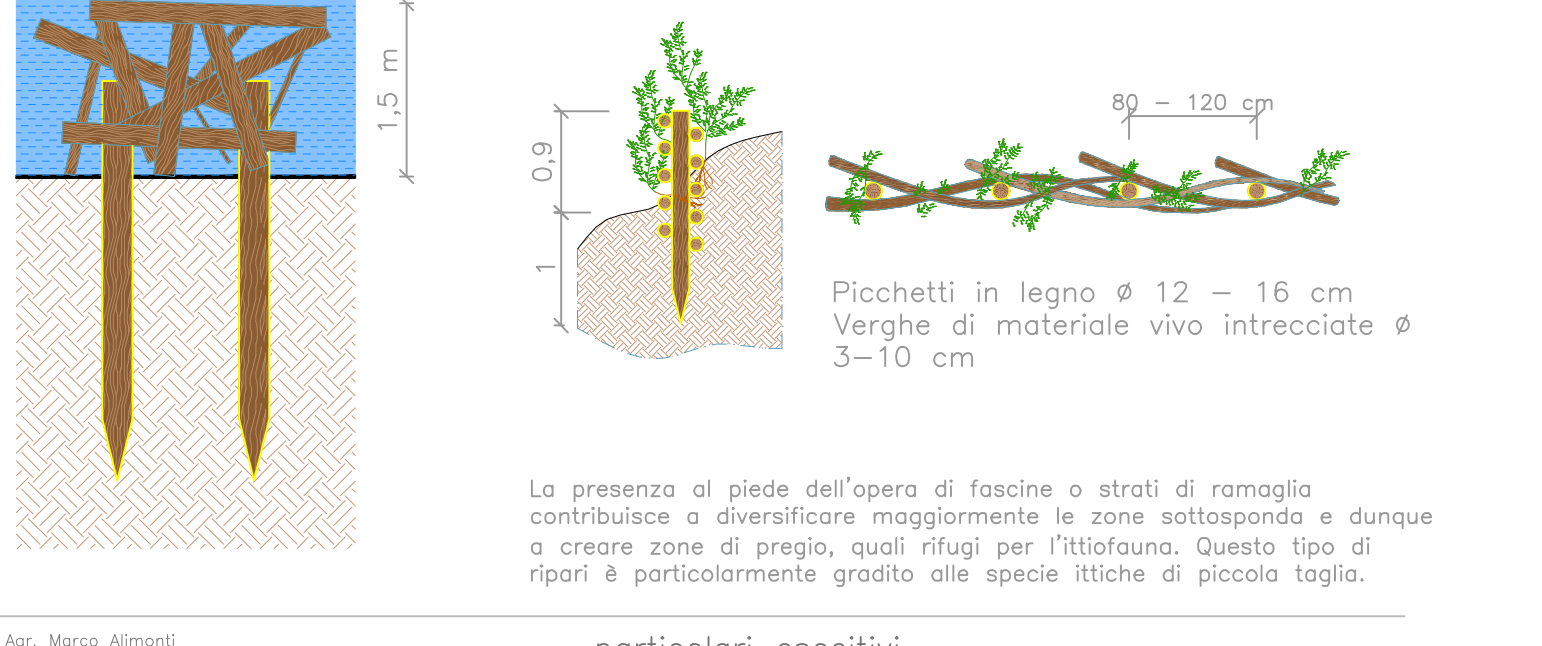 1,5 m
0,9
1
80 – 120 cm
Picchetti in legno ø 12 – 16 cm
Verghe di materiale vivo intrecciate ø
3–10 cm
La presenza al piede dell'opera di fascine o strati di ramaglia
contribuisce a diversificare maggiormente le zone sottosponda e dunque
a creare zone di pregio, quali rifugi per l'ittiofauna. Questo tipo di
ripari è particolarmente gradito alle specie ittiche di piccola taglia.
Agr. Marco Alimonti
particolari